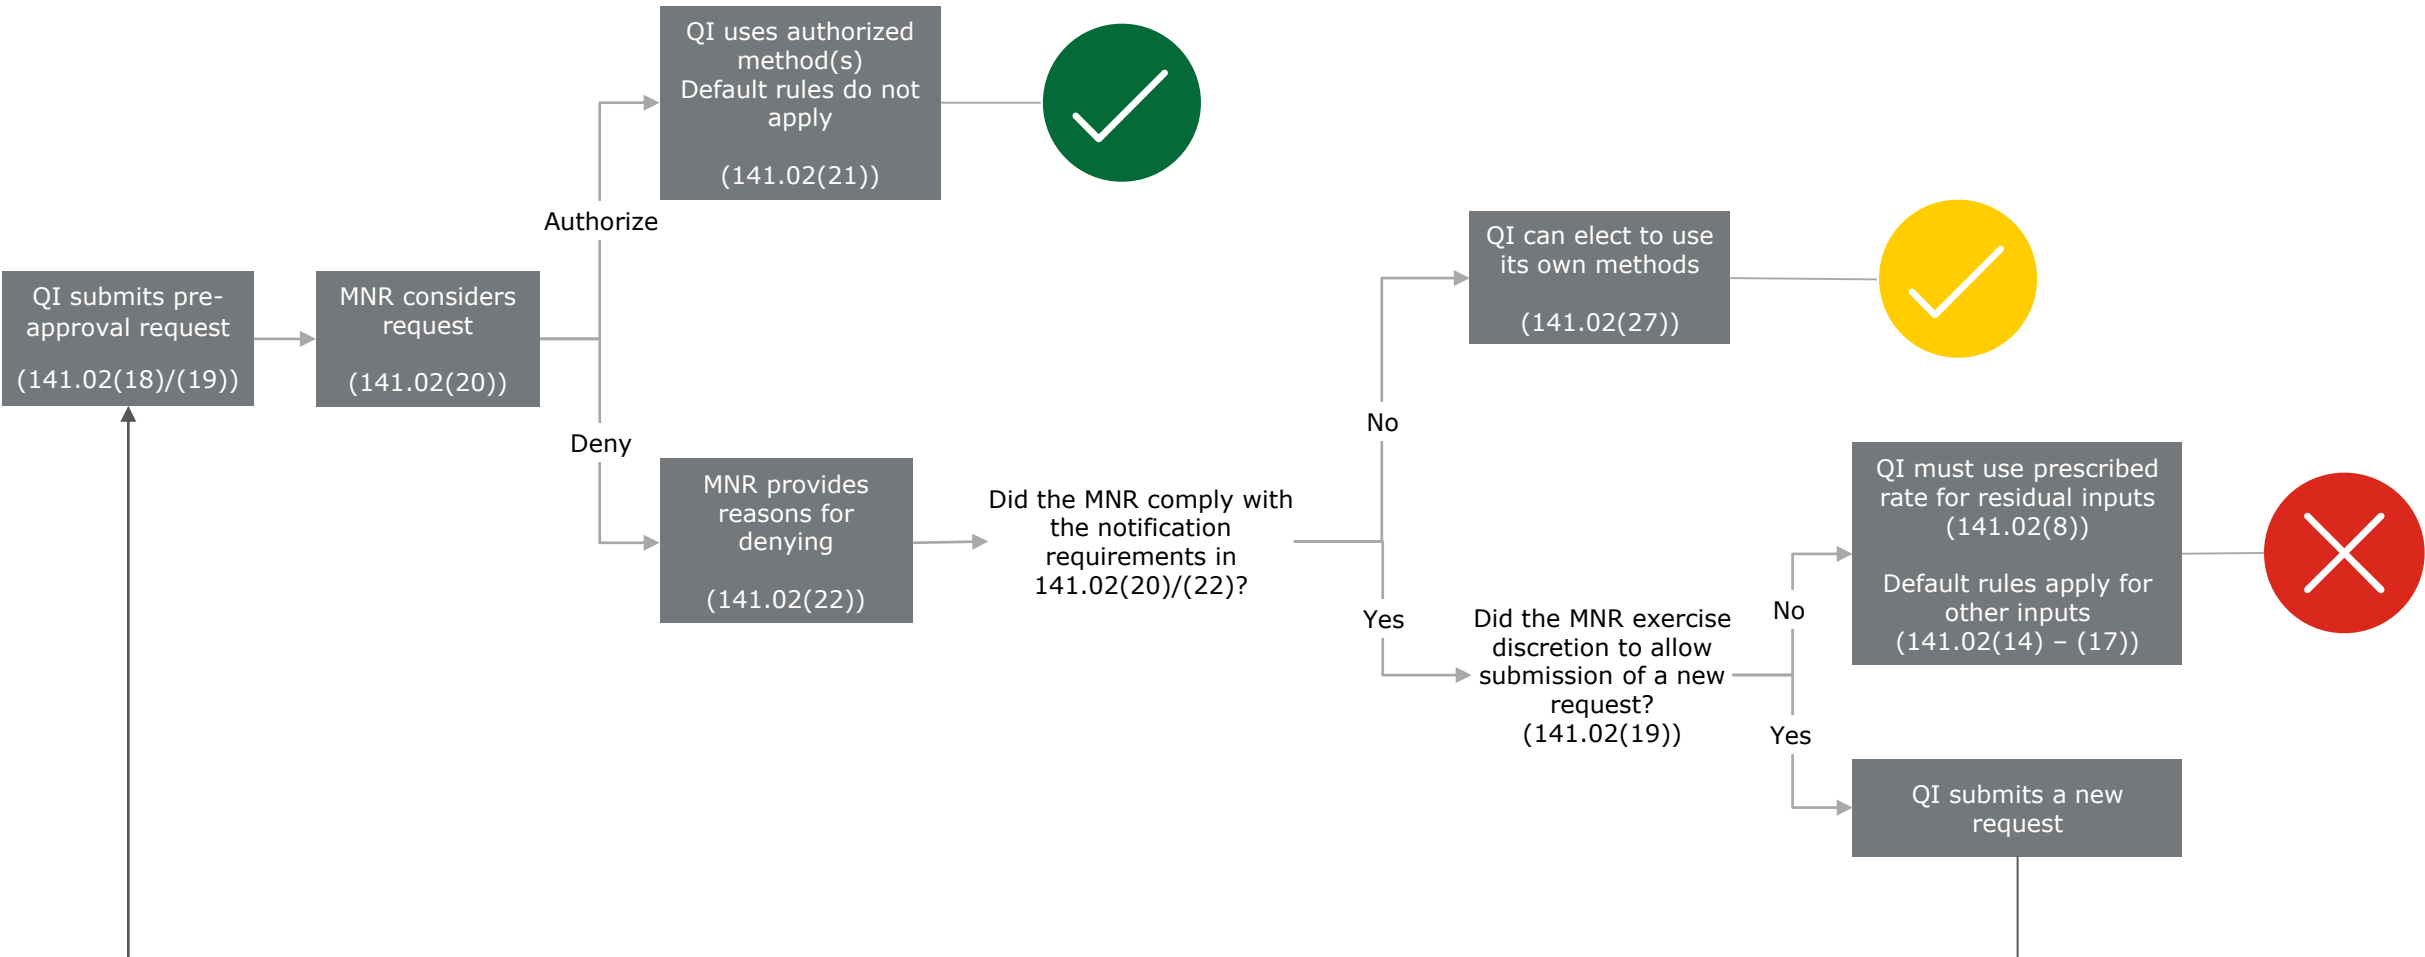 QI submits pre-
approval request
(141.02(18)/(19))
MNR considers
request
(141.02(20))
Authorize
Deny
QI uses authorized
method(s)
Default rules do not
apply
(141.02(21))
MNR provides
reasons for
denying
(141.02(22))
Did the MNR comply with
the notification
requirements in
141.02(20)/(22)?
No
Yes
QI can elect to use
its own methods
(141.02(27))
Did the MNR exercise
discretion to allow
submission of a new
request?
(141.02(19))
No
Yes
QI must use prescribed
rate for residual inputs
(141.02(8))
Default rules apply for
other inputs
(141.02(14) – (17))
QI submits a new
request